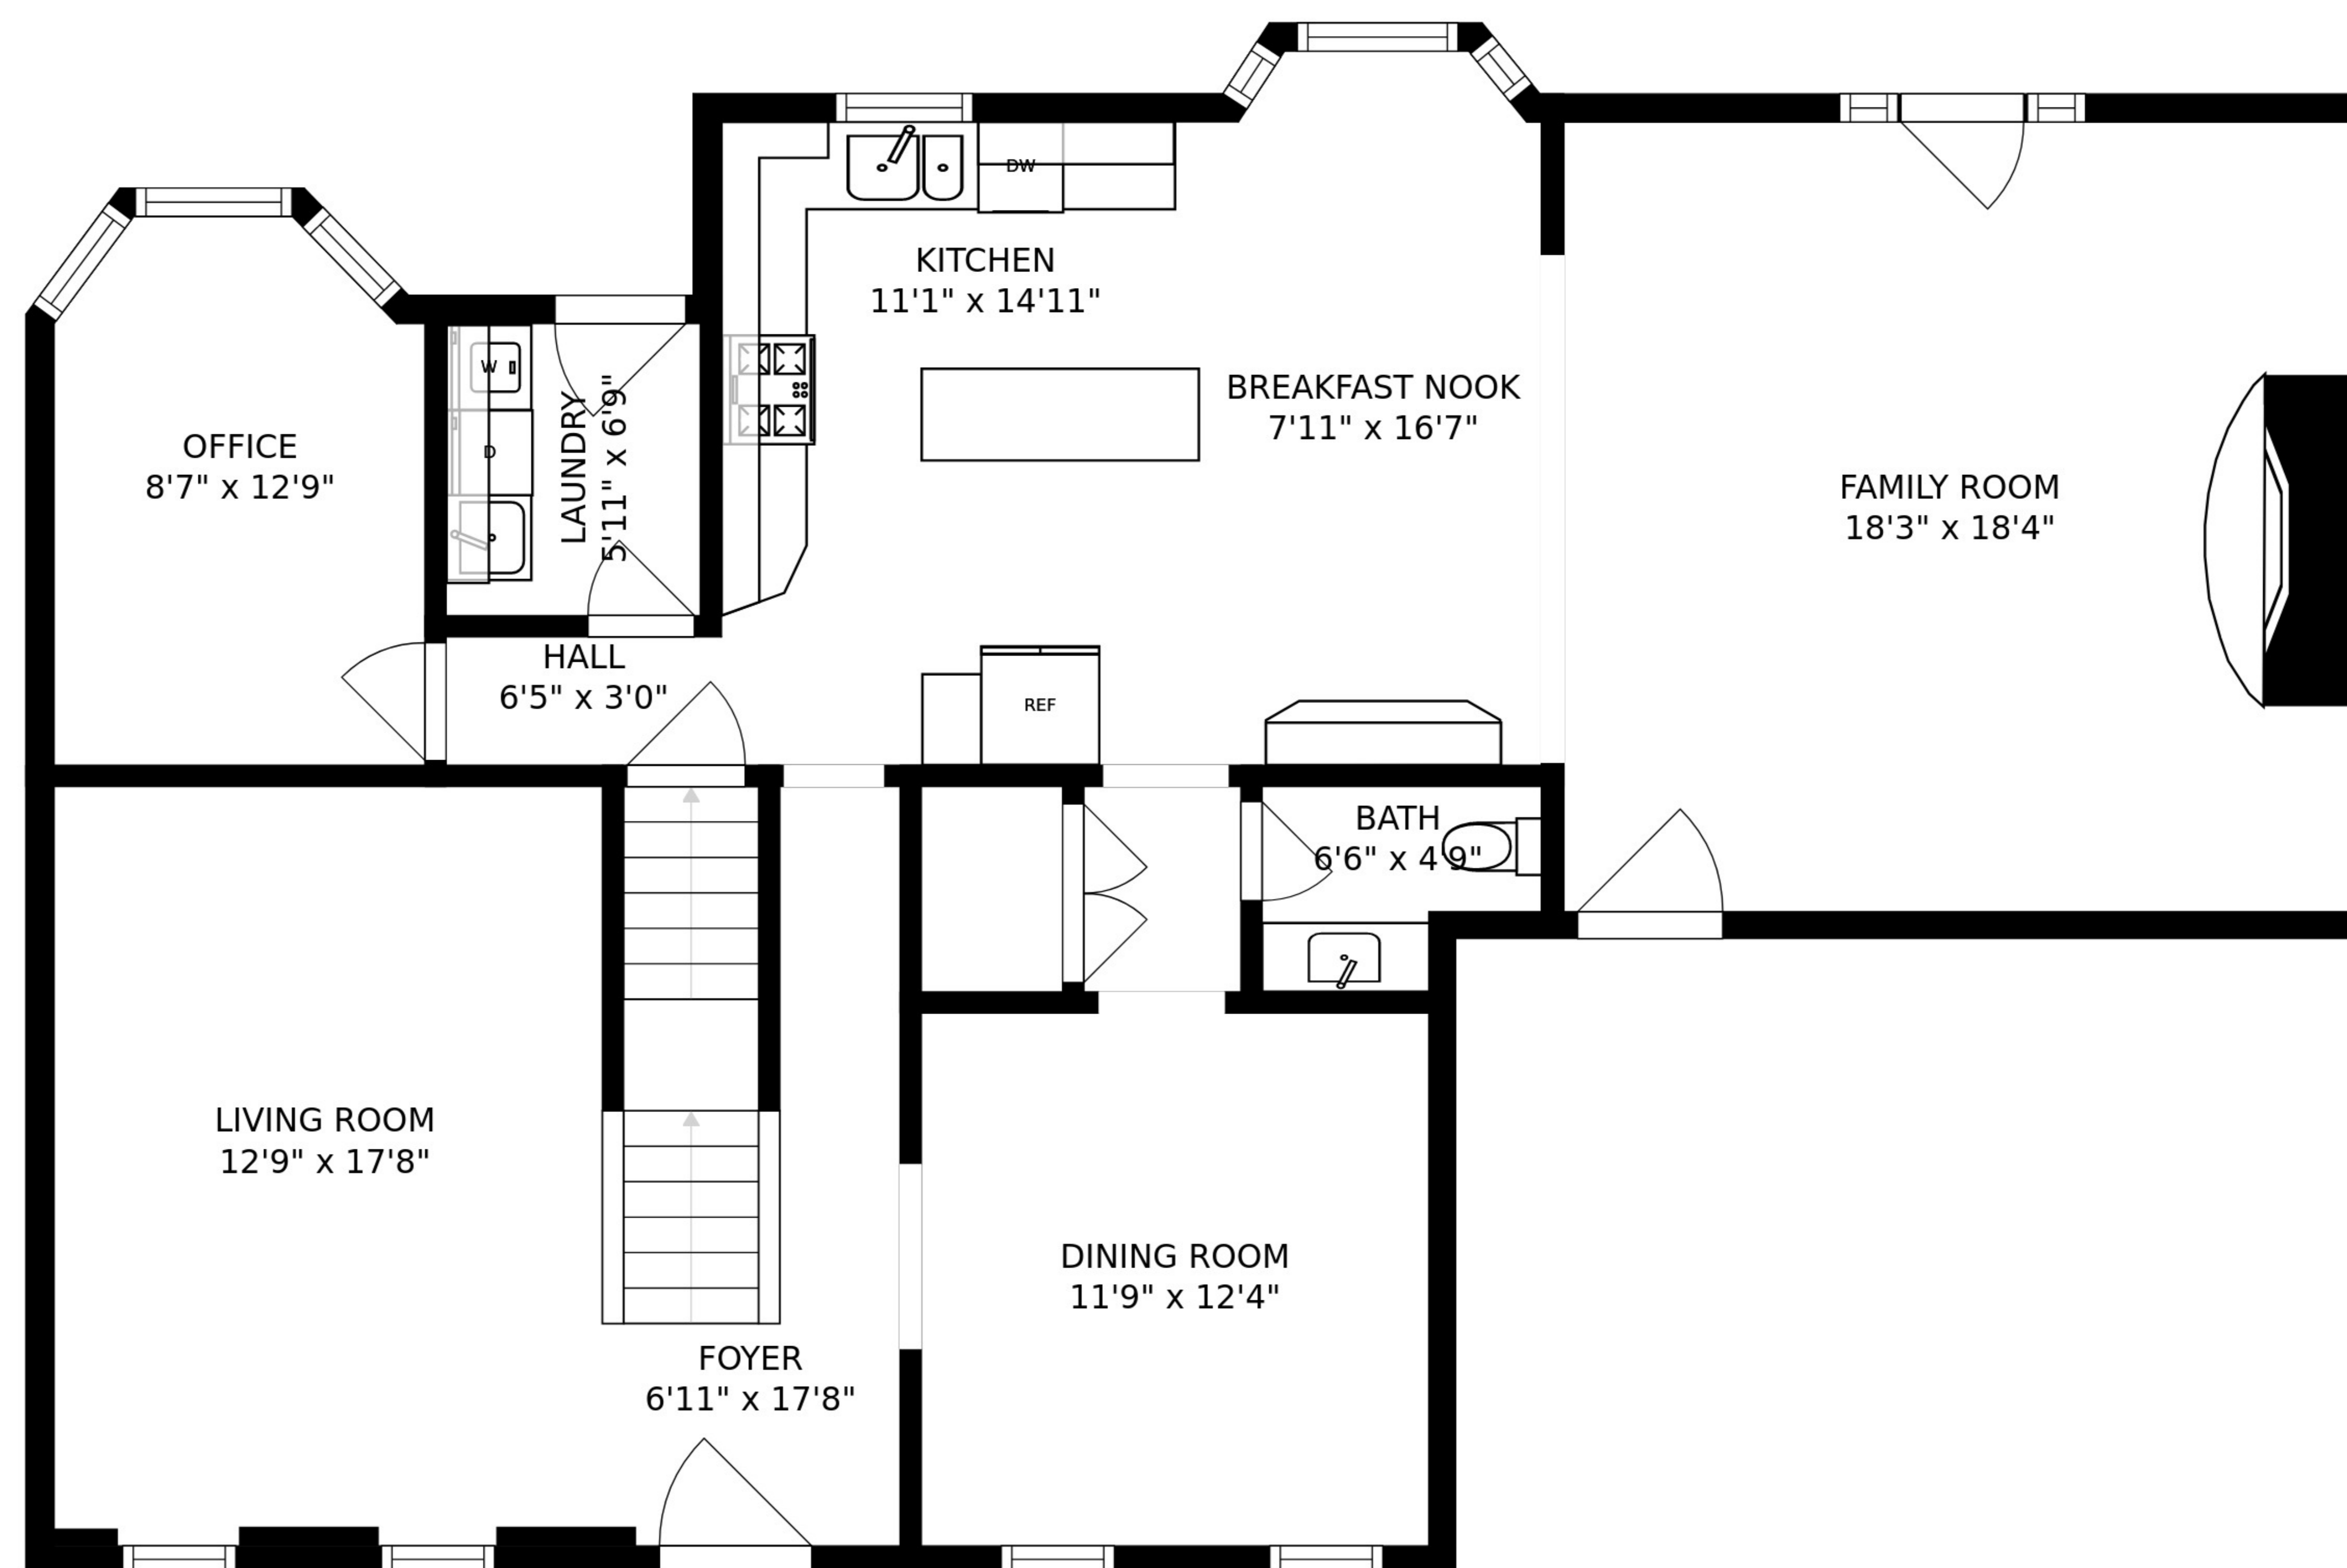 DW
KITCHEN
11'1" x 14'11"
W
D
LAUNDRY
5'11" x 6'9"
BREAKFAST NOOK
7'11" x 16'7"
OFFICE
8'7" x 12'9"
FAMILY ROOM
18'3" x 18'4"
HALL
6'5" x 3'0"
REF
BATH
6'6" x 4'9"
LIVING ROOM
12'9" x 17'8"
DINING ROOM
11'9" x 12'4"
FOYER
6'11" x 17'8"